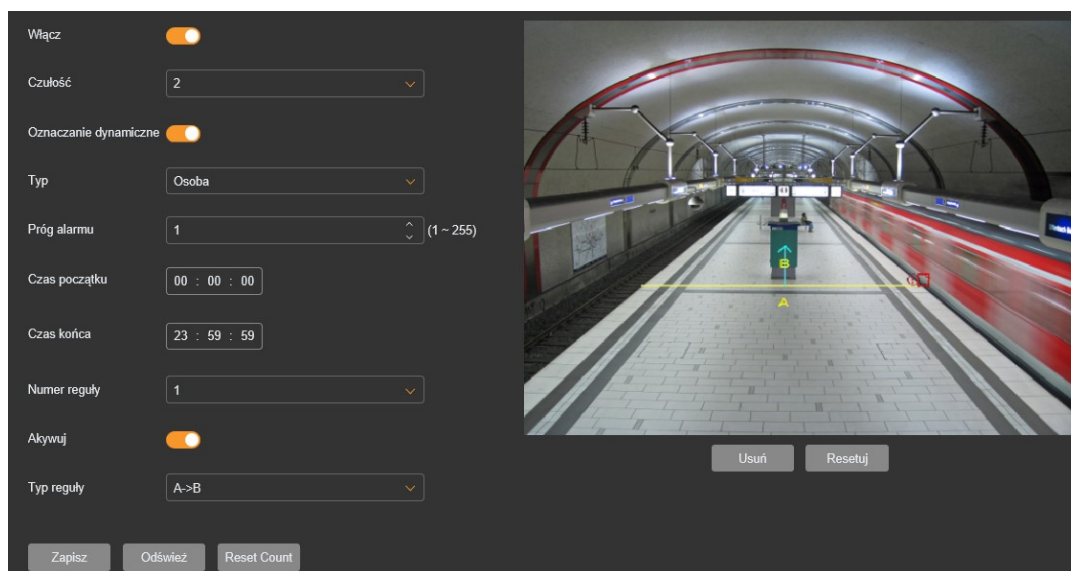 Włącz
Czułość
2
Oznaczanie dynamiczne
Typ
Osoba
Próg alarmu
1
(1 ~ 255)
Czas początku
00 : 00 : 00
Czas końca
23 : 59 : 59
Numer reguły
1
Akywuj
Typ reguły
A->B
Zapisz
Odśwież
Reset Count
B
A
Usuń
Resetuj